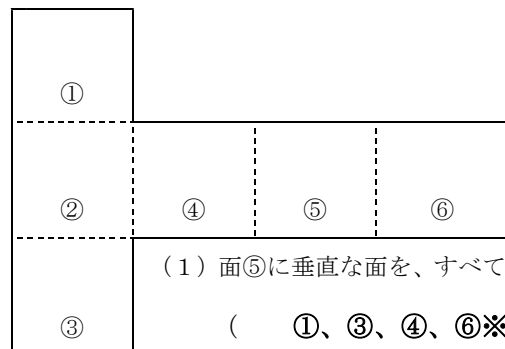 ①
② ④ ⑤ ⑥
(1)面⑤に垂直な面を、すべて
③ ( ①、③、④、⑥※